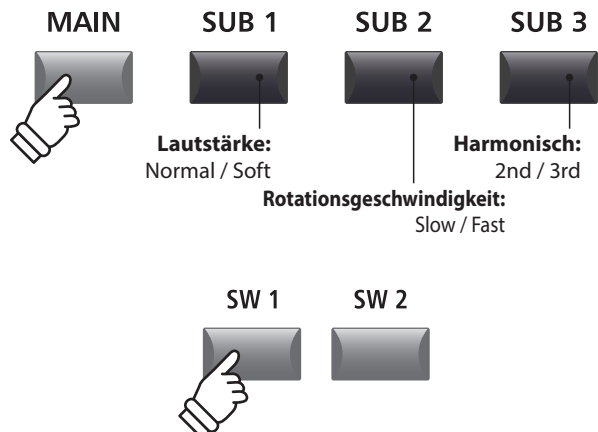 MAIN SUB 1 SUB 2 SUB 3
Lautstärke:
Normal / Soft
Harmonisch:
2nd / 3rd
Rotationsgeschwindigkeit:
Slow / Fast
SW 1 SW 2